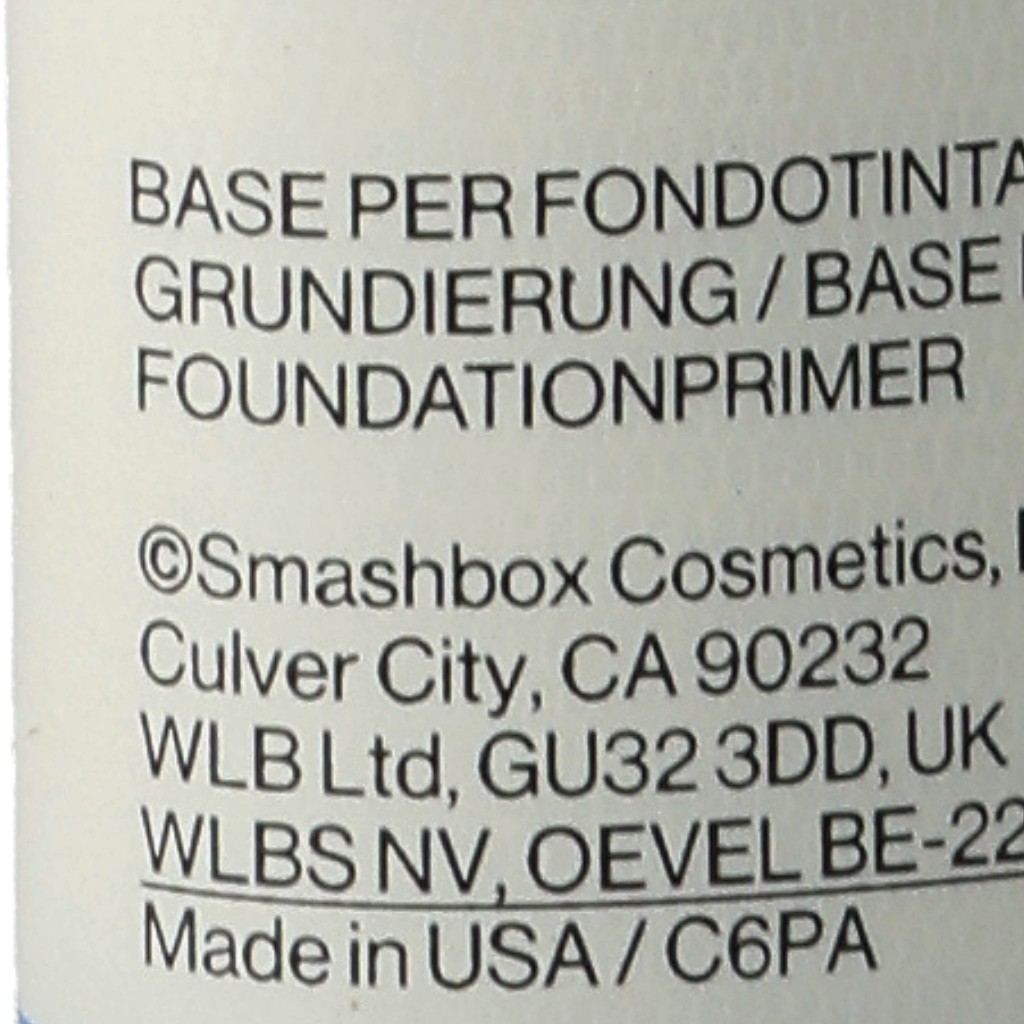 BASE PER FONDOTINTA
GRUNDIERUNG / BASE
FOUNDATIONPRIMER
©Smashbox Cosmetics,
Culver City, CA 90232
WLB Ltd, GU32 3DD, UK
WLBS NV, OEVEL BE-22
Made in USA / C6PA